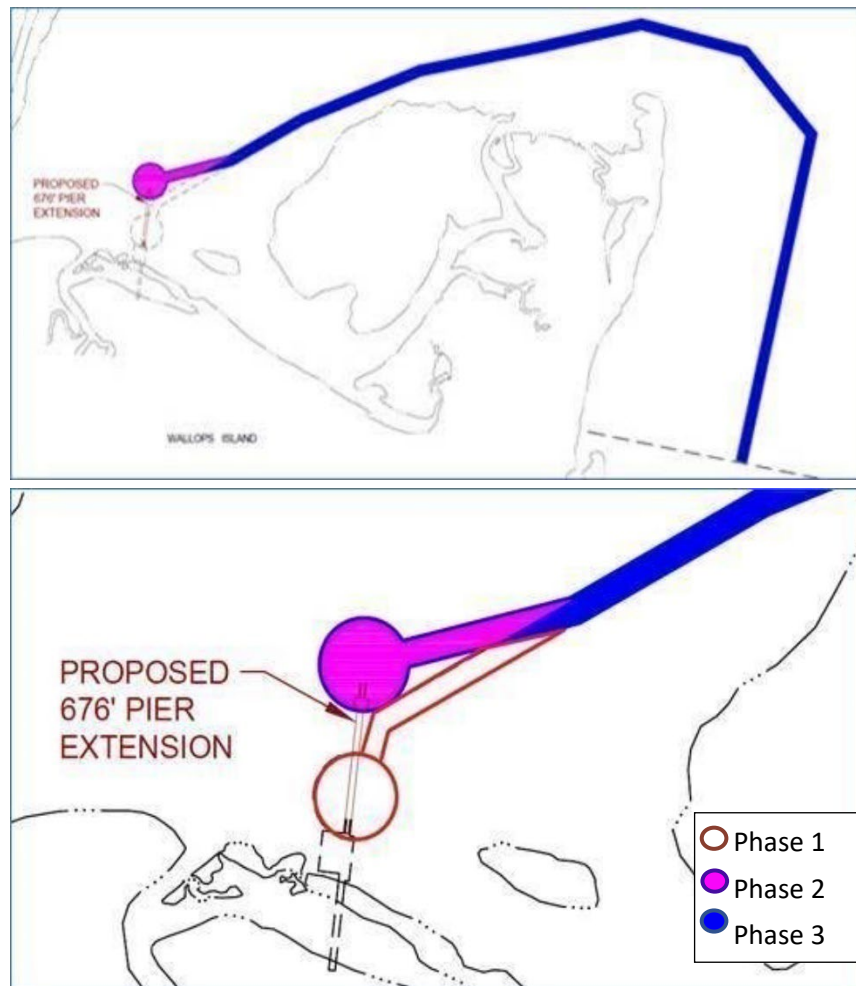 PROPOSED
676' PIER
EXTENSION
WALLOPS ISLAND
PROPOSED
676' PIER
EXTENSION
Phase 1
Phase 2
Phase 3